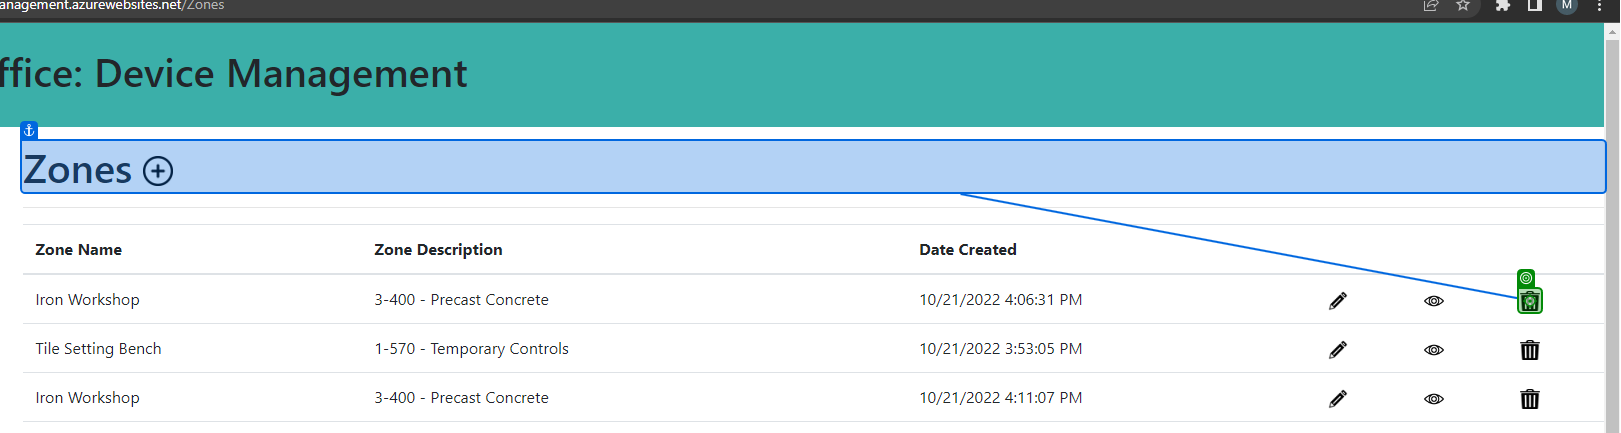 anagement.azurewebsites.net/Zones
M
ffice: Device Management
Zones
Zone Name Zone Description Date Created
Iron Workshop 3-400 - Precast Concrete 10/21/2022 4:06:31 PM
Tile Setting Bench 1-570 - Temporary Controls 10/21/2022 3:53:05 PM
Iron Workshop 3-400 - Precast Concrete 10/21/2022 4:11:07 PM